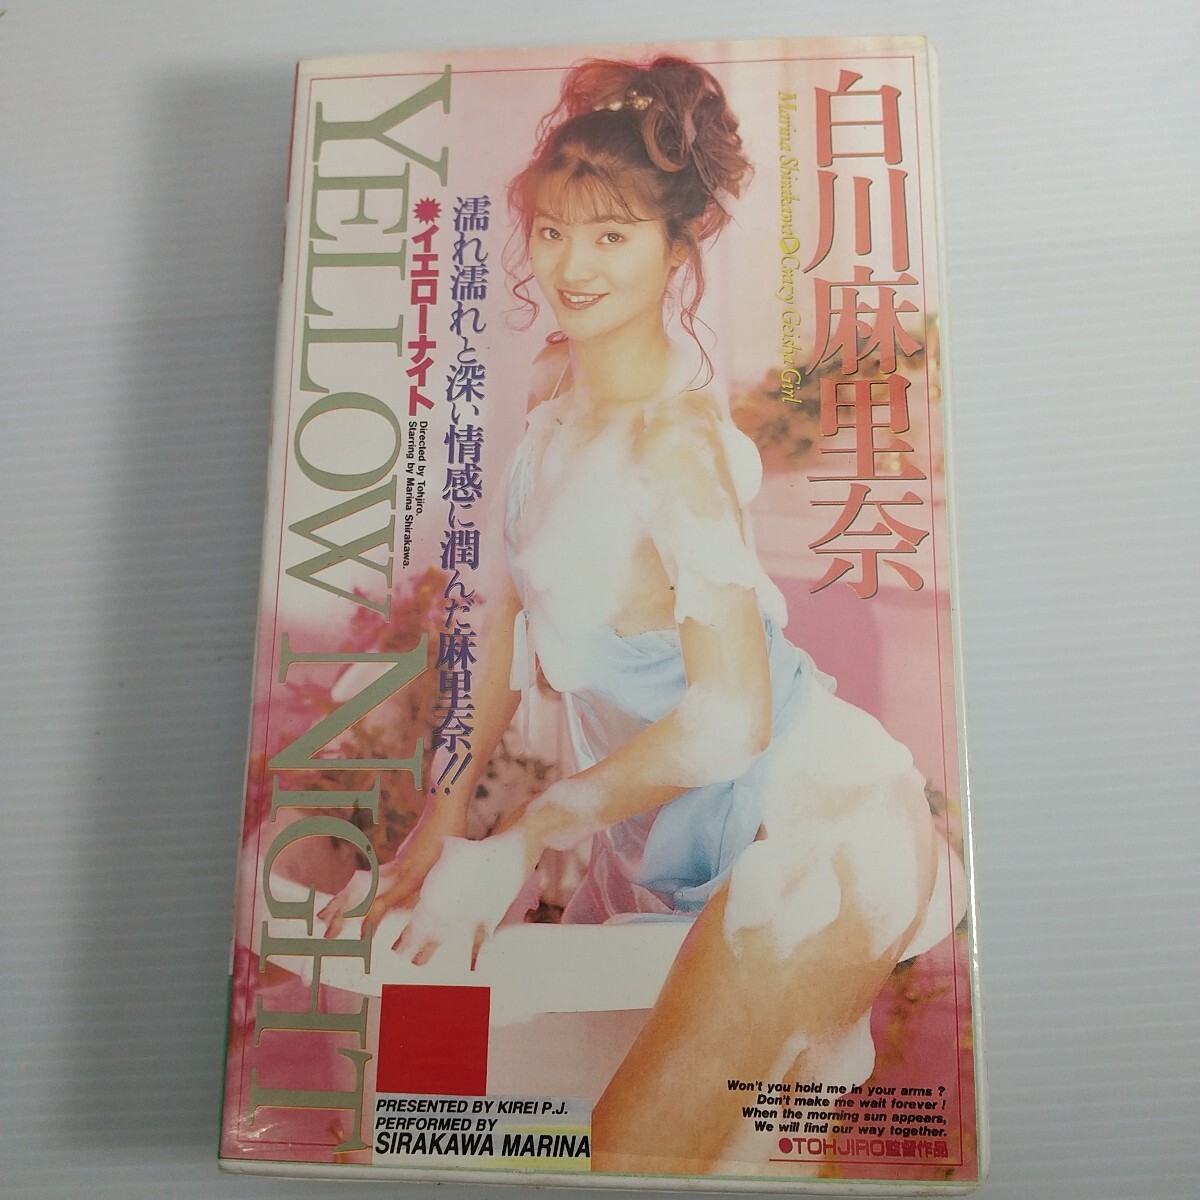 白川麻里奈
Marina Shirakawa Crazy Geisha Girl
濡れ濡れと深い情感に潤んだ麻里奈!!
イエローナイト
Directed by Tohjiro.
Starring by Marina Shirakawa.
YELLOW NIGHT
PRESENTED BY KIREI P.J.
PERFORMED BY
SIRAKAWA MARINA
Won't you hold me in your arms ?
Don't make me wait forever !
When the morning sun appears,
We will find our way together.
●TOHJIRO監督作品